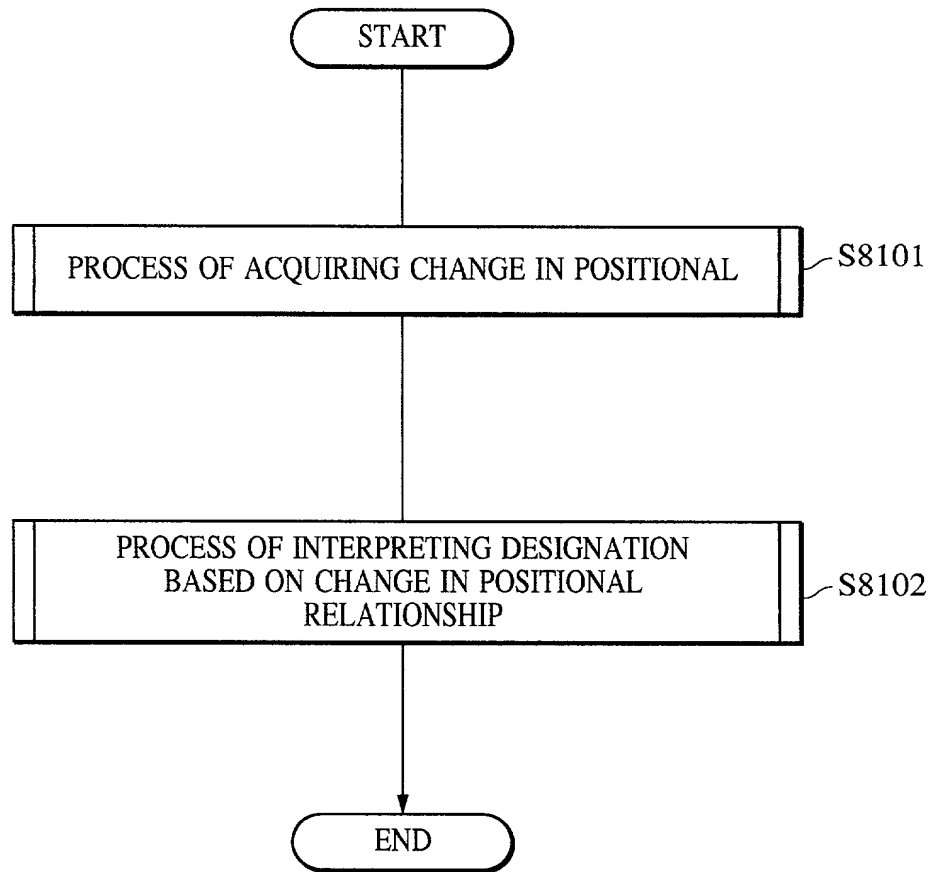 START
PROCESS OF ACQUIRING CHANGE IN POSITIONAL
S8101
PROCESS OF INTERPRETING DESIGNATION
BASED ON CHANGE IN POSITIONAL
RELATIONSHIP
S8102
END